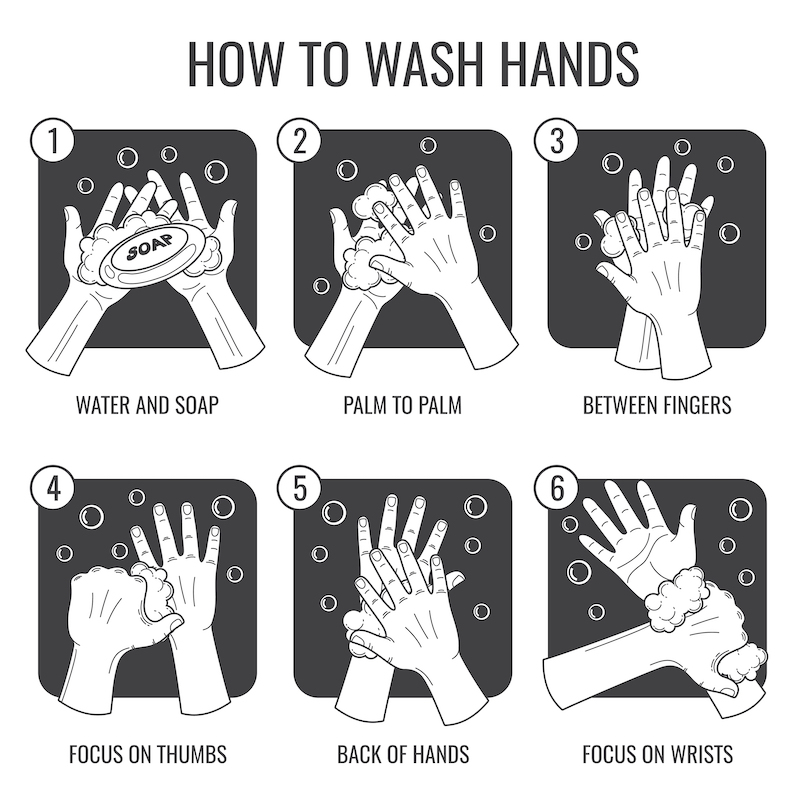 HOW TO WASH HANDS
1
SOAP
WATER AND SOAP
2
PALM TO PALM
3
BETWEEN FINGERS
4
FOCUS ON THUMBS
5
BACK OF HANDS
6
FOCUS ON WRISTS